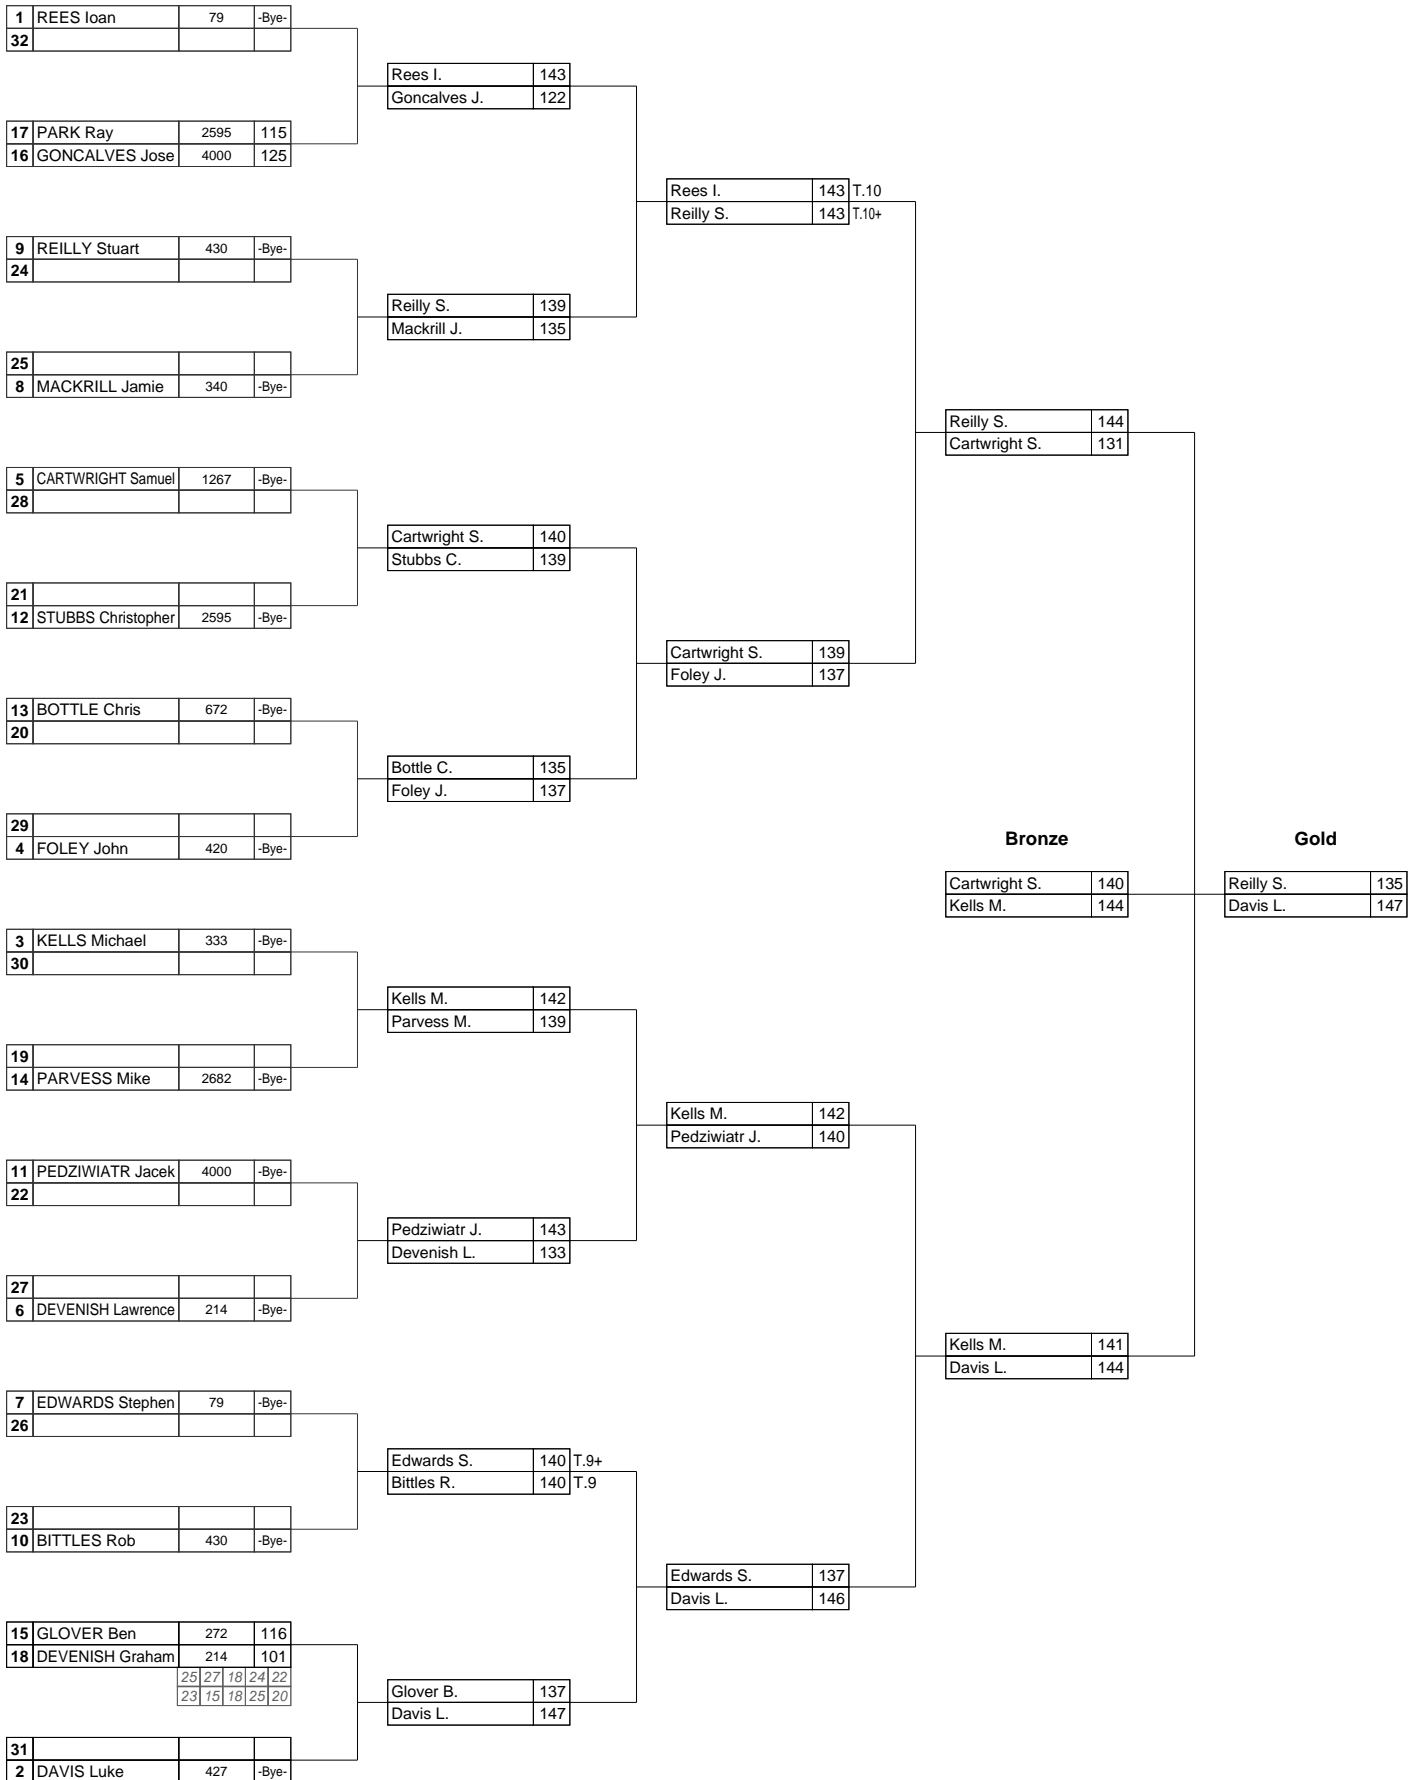 1 REES Ioan 79 -Bye-
32
17 PARK Ray 2595 115
16 GONCALVES Jose 4000 125
9 REILLY Stuart 430 -Bye-
24
25
8 MACKRILL Jamie 340 -Bye-
5 CARTWRIGHT Samuel 1267 -Bye-
28
21
12 STUBBS Christopher 2595 -Bye-
13 BOTTLE Chris 672 -Bye-
20
29
4 FOLEY John 420 -Bye-
3 KELLS Michael 333 -Bye-
30
19
14 PARVESS Mike 2682 -Bye-
11 PEDZIWIATR Jacek 4000 -Bye-
22
27
6 DEVENISH Lawrence 214 -Bye-
7 EDWARDS Stephen 79 -Bye-
26
23
10 BITTLES Rob 430 -Bye-
15 GLOVER Ben 272 116
18 DEVENISH Graham 214 101
25 27 18 24 22
23 15 18 25 20
31
2 DAVIS Luke 427 -Bye-
Rees I. 143
Goncalves J. 122
Reilly S. 139
Mackrill J. 135
Cartwright S. 140
Stubbs C. 139
Bottle C. 135
Foley J. 137
Kells M. 142
Parvess M. 139
Pedziwiatr J. 143
Devenish L. 133
Edwards S. 140 T.9+
Bittles R. 140 T.9
Glover B. 137
Davis L. 147
Rees I. 143 T.10
Reilly S. 143 T.10+
Cartwright S. 139
Foley J. 137
Kells M. 142
Pedziwiatr J. 140
Edwards S. 137
Davis L. 146
Reilly S. 144
Cartwright S. 131
Kells M. 141
Davis L. 144
Bronze
Cartwright S. 140
Kells M. 144
Gold
Reilly S. 135
Davis L. 147